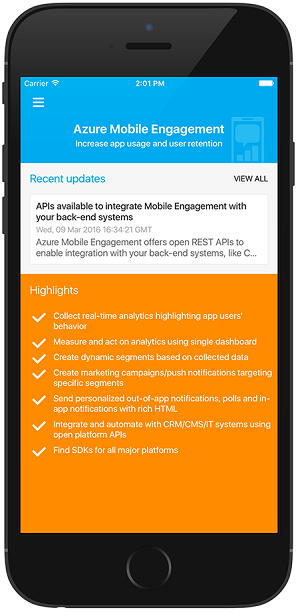 Carrier 2:01 PM
Azure Mobile Engagement
Increase app usage and user retention
Recent updates VIEW ALL
APIs available to integrate Mobile Engagement with
your back-end systems
Wed, 09 Mar 2016 16:34:21 GMT
Azure Mobile Engagement offers open REST APIs to
enable integration with your back-end systems, like C...
Highlights
Collect real-time analytics highlighting app users'
behavior
Measure and act on analytics using single dashboard
Create dynamic segments based on collected data
Create marketing campaigns/push notifications targeting
specific segments
Send personalized out-of-app notifications, polls and in-
app notifications with rich HTML
Integrate and automate with CRM/CMS/IT systems using
open platform APIs
Find SDKs for all major platforms